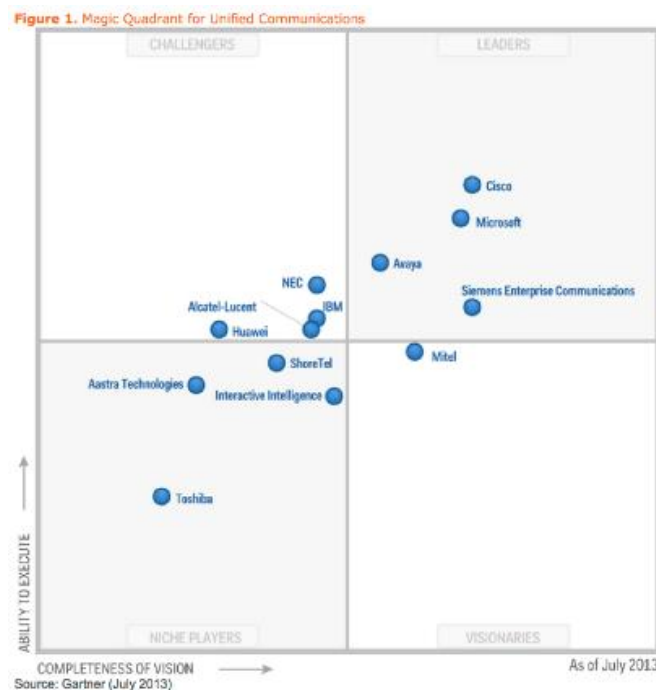 Figure 1. Magic Quadrant for Unified Communications
CHALLENGERS
LEADERS
Cisco
Microsoft
Avaya
NEC
Siemens Enterprise Communications
Alcatel-Lucent
IBM
Huawei
Mitel
ShoreTel
Aastra Technologies
Interactive Intelligence
Toshiba
ABILITY TO EXECUTE
NICHE PLAYERS
VISIONARIES
COMPLETENESS OF VISION
As of July 2013
Source: Gartner (July 2013)